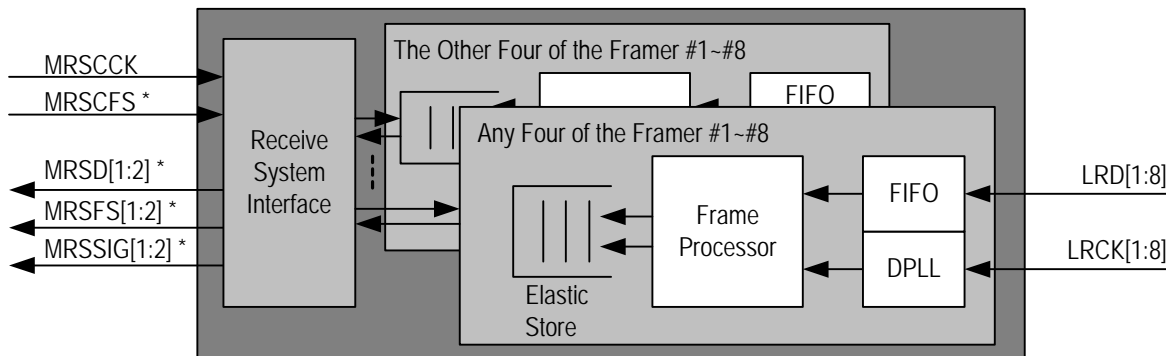 MRSCCK
MRSCFS *
MRSD[1:2] *
MRSFS[1:2] *
MRSSIG[1:2] *
Receive
System
Interface
The Other Four of the Framer #1~#8
FIFO
Any Four of the Framer #1~#8
Elastic
Store
Frame
Processor
FIFO
DPLL
LRD[1:8]
LRCK[1:8]